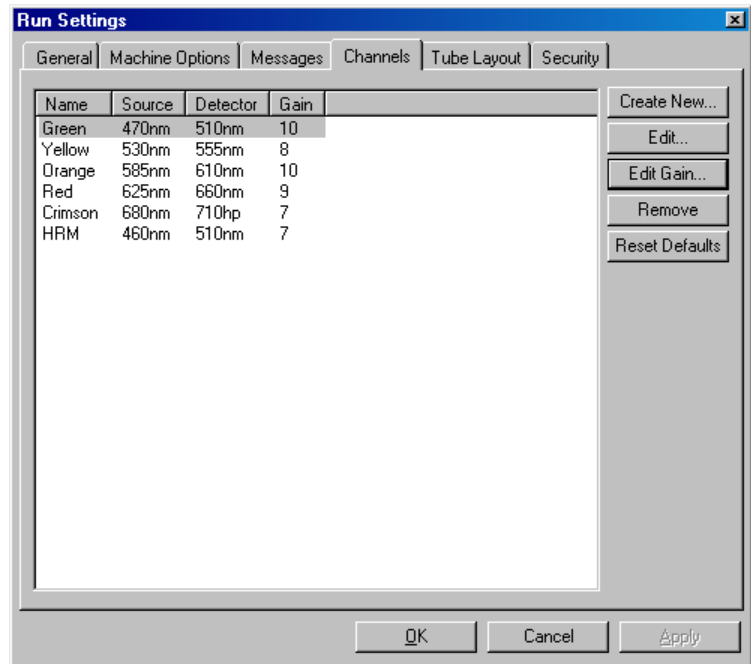 Run Settings
General Machine Options Messages Channels Tube Layout Security
Name Source Detector Gain
Green 470nm 510nm 10
Yellow 530nm 555nm 8
Orange 585nm 610nm 10
Red 625nm 660nm 9
Crimson 680nm 710hp 7
HRM 460nm 510nm 7
Create New...
Edit...
Edit Gain...
Remove
Reset Defaults
OK Cancel Apply